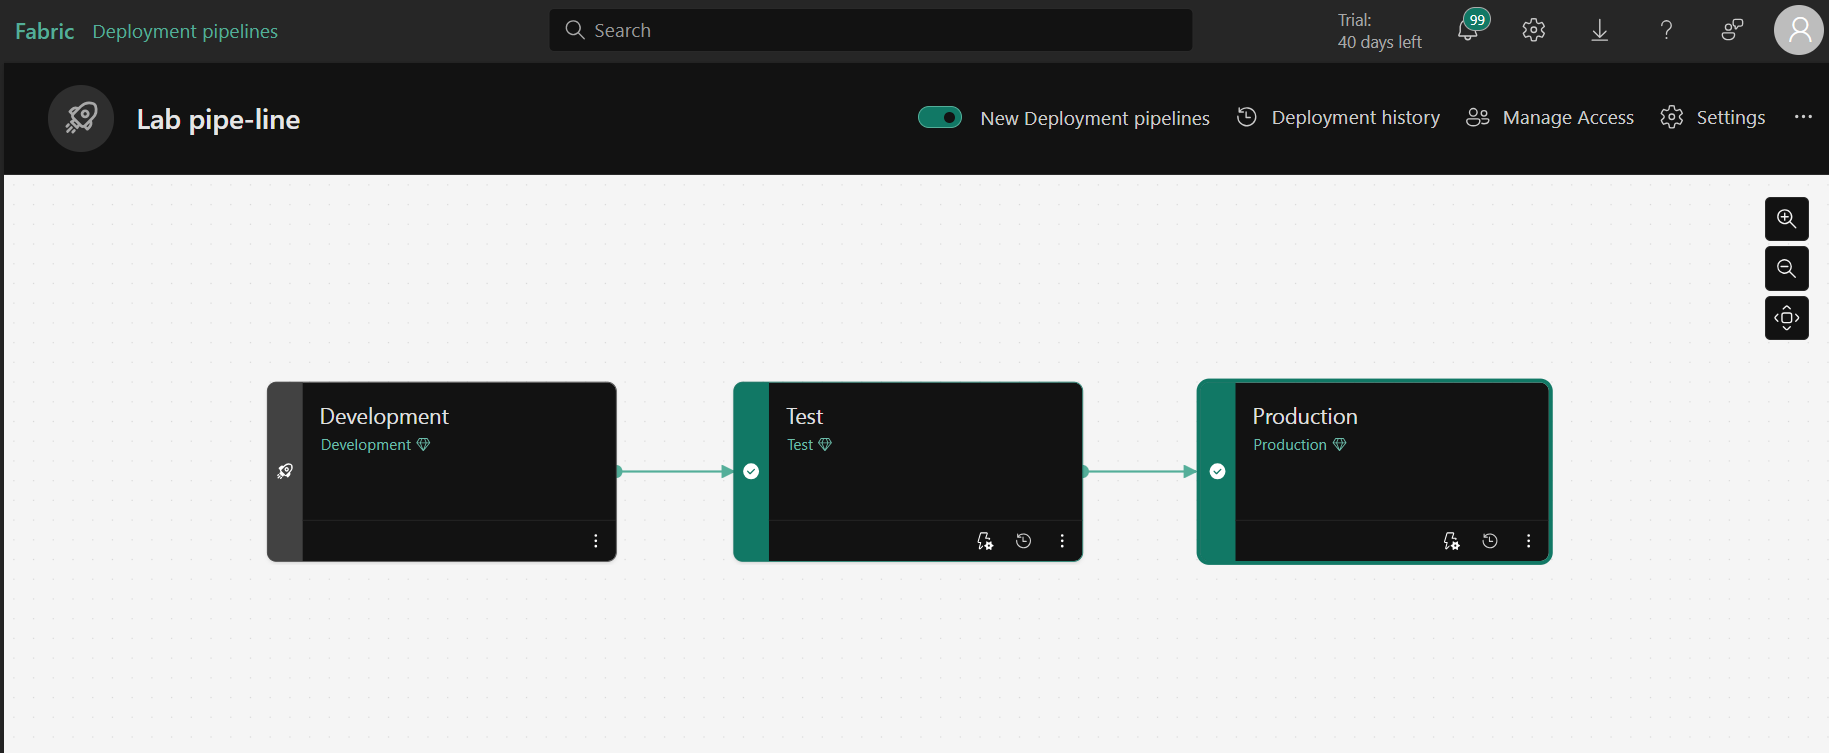 Fabric Deployment pipelines
Search
Trial:
40 days left
99
Lab pipe-line
New Deployment pipelines
Deployment history
Manage Access
Settings
Development
Development
Test
Test
Production
Production